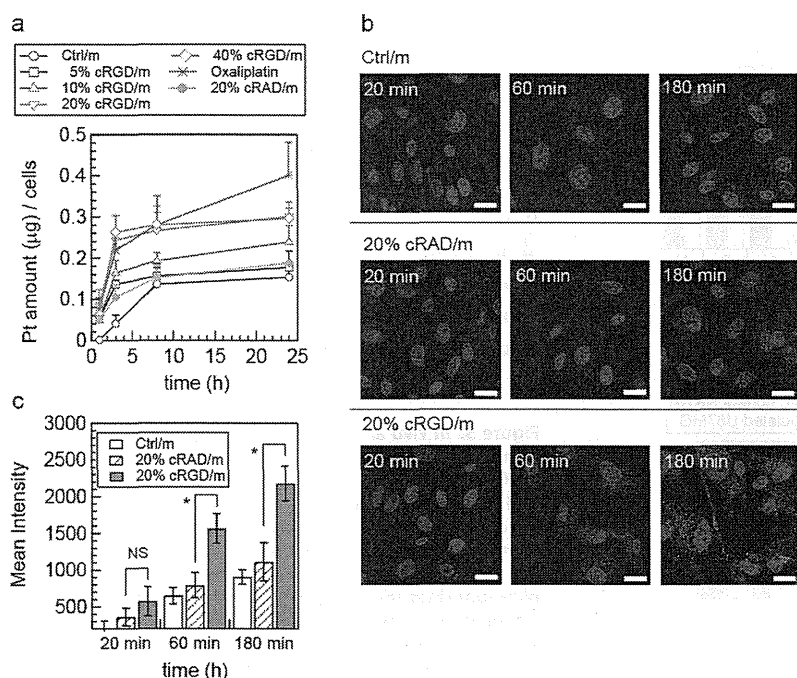 a
Ctrl/m
5% cRGD/m
10% cRGD/m
20% cRGD/m
40% cRGD/m
Oxaliplatin
20% cRAD/m
Pt amount (μg) / cells
0.5
0.4
0.3
0.2
0.1
0
0 5 10 15 20 25
time (h)
b
Ctrl/m
20 min
60 min
180 min
20% cRAD/m
20 min
60 min
180 min
20% cRGD/m
20 min
60 min
180 min
c
Mean Intensity
3000
2500
2000
1500
1000
500
Ctrl/m
20% cRAD/m
20% cRGD/m
NS
*
*
20 min 60 min 180 min
time (h)